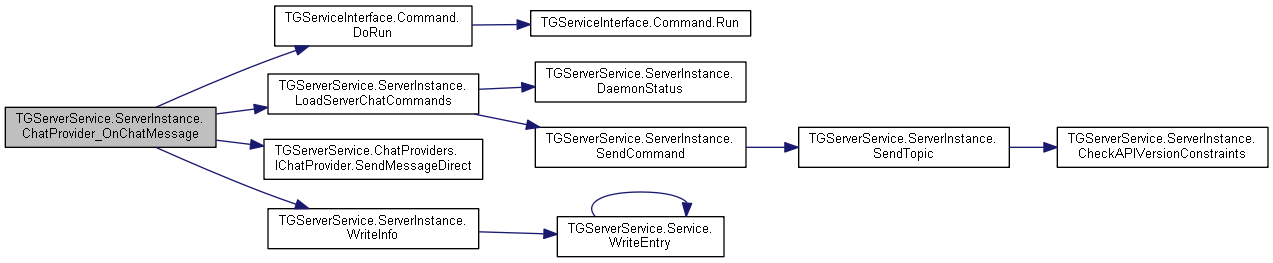 TGServerService.ServerInstance.
ChatProvider_OnChatMessage
TGServiceInterface.Command.
DoRun
TGServiceInterface.Command.Run
TGServerService.ServerInstance.
LoadServerChatCommands
TGServerService.ServerInstance.
DaemonStatus
TGServerService.ServerInstance.
SendCommand
TGServerService.ServerInstance.
SendTopic
TGServerService.ServerInstance.
CheckAPIVersionConstraints
TGServerService.ChatProviders.
IChatProvider.SendMessageDirect
TGServerService.ServerInstance.
WriteInfo
TGServerService.Service.
WriteEntry